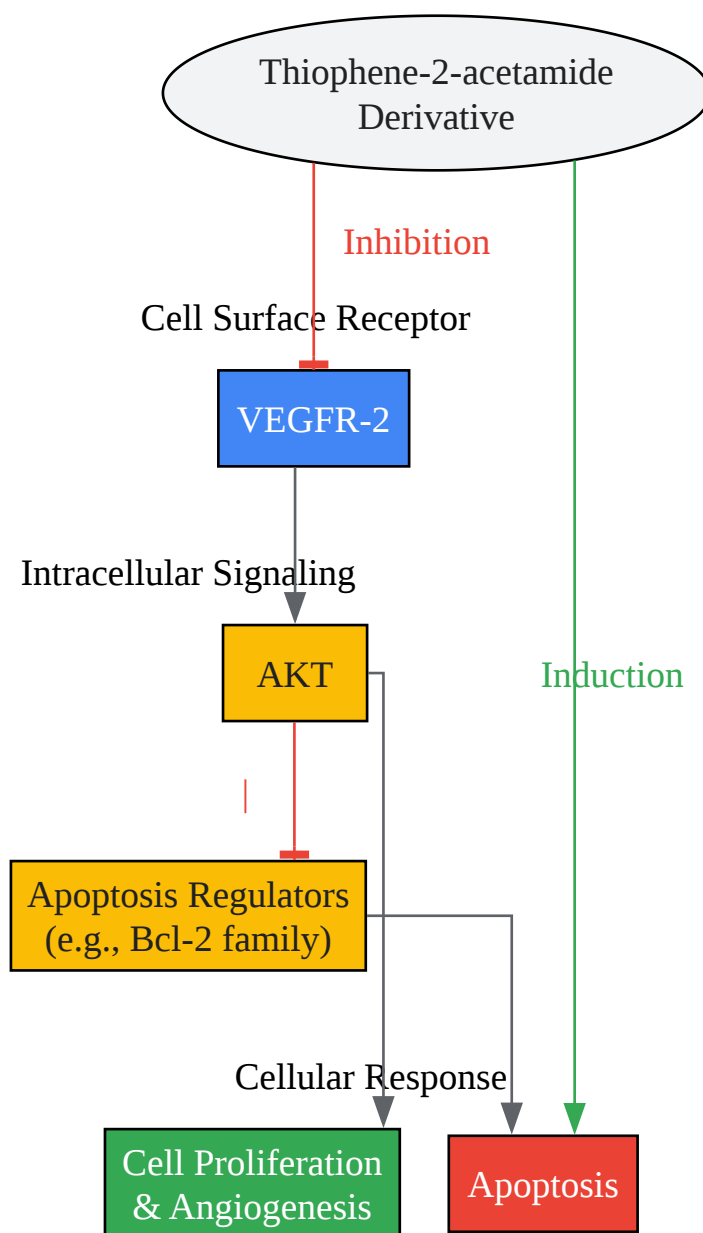 Thiophene-2-acetamide
Derivative
Inhibition
Cell Surface Receptor
VEGFR-2
Intracellular Signaling
AKT
Induction
|
Apoptosis Regulators
(e.g., Bcl-2 family)
Cellular Response
Cell Proliferation
& Angiogenesis
Apoptosis